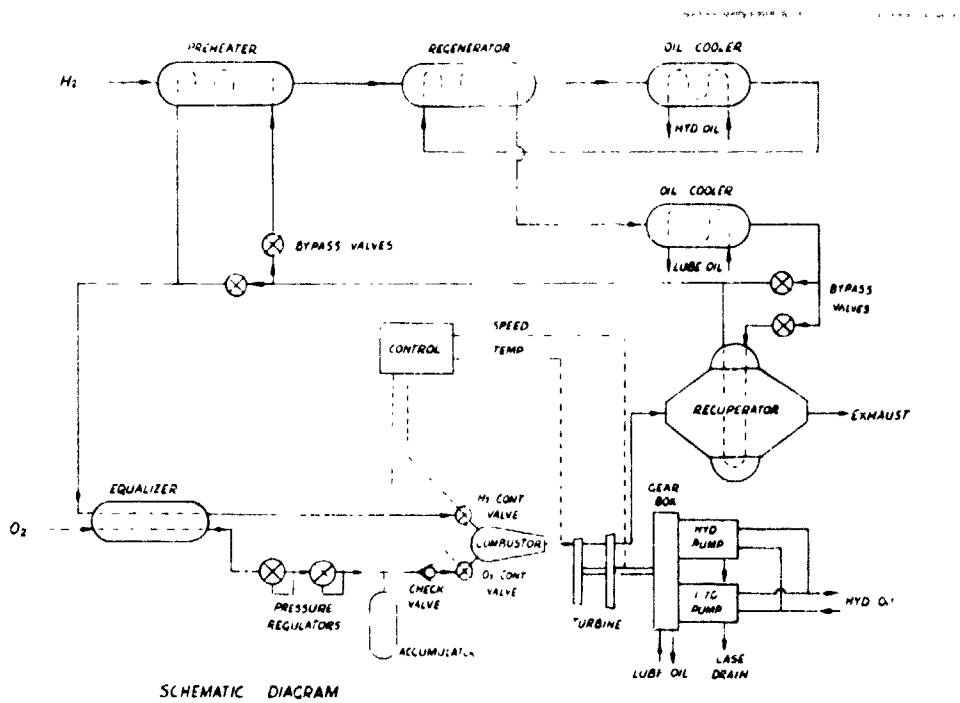 PREHEATER
REGENERATOR
OIL COOLER
H₂
HYD OIL
OIL COOLER
LUBE OIL
BYPASS VALVES
BYPASS
VALVES
SPEED
TEMP
CONTROL
RECUPERATOR
EXHAUST
EQUALIZER
O₂
H₂ CONT
VALVE
COMBUSTOR
O₂ CONT
VALVE
GEAR
BOX
HYD
PUMP
PUMP
HYD
CHECK
VALVE
PRESSURE
REGULATORS
TURBINE
ACCUMULATOR
LUBE OIL
DRAIN
SCHEMATIC DIAGRAM